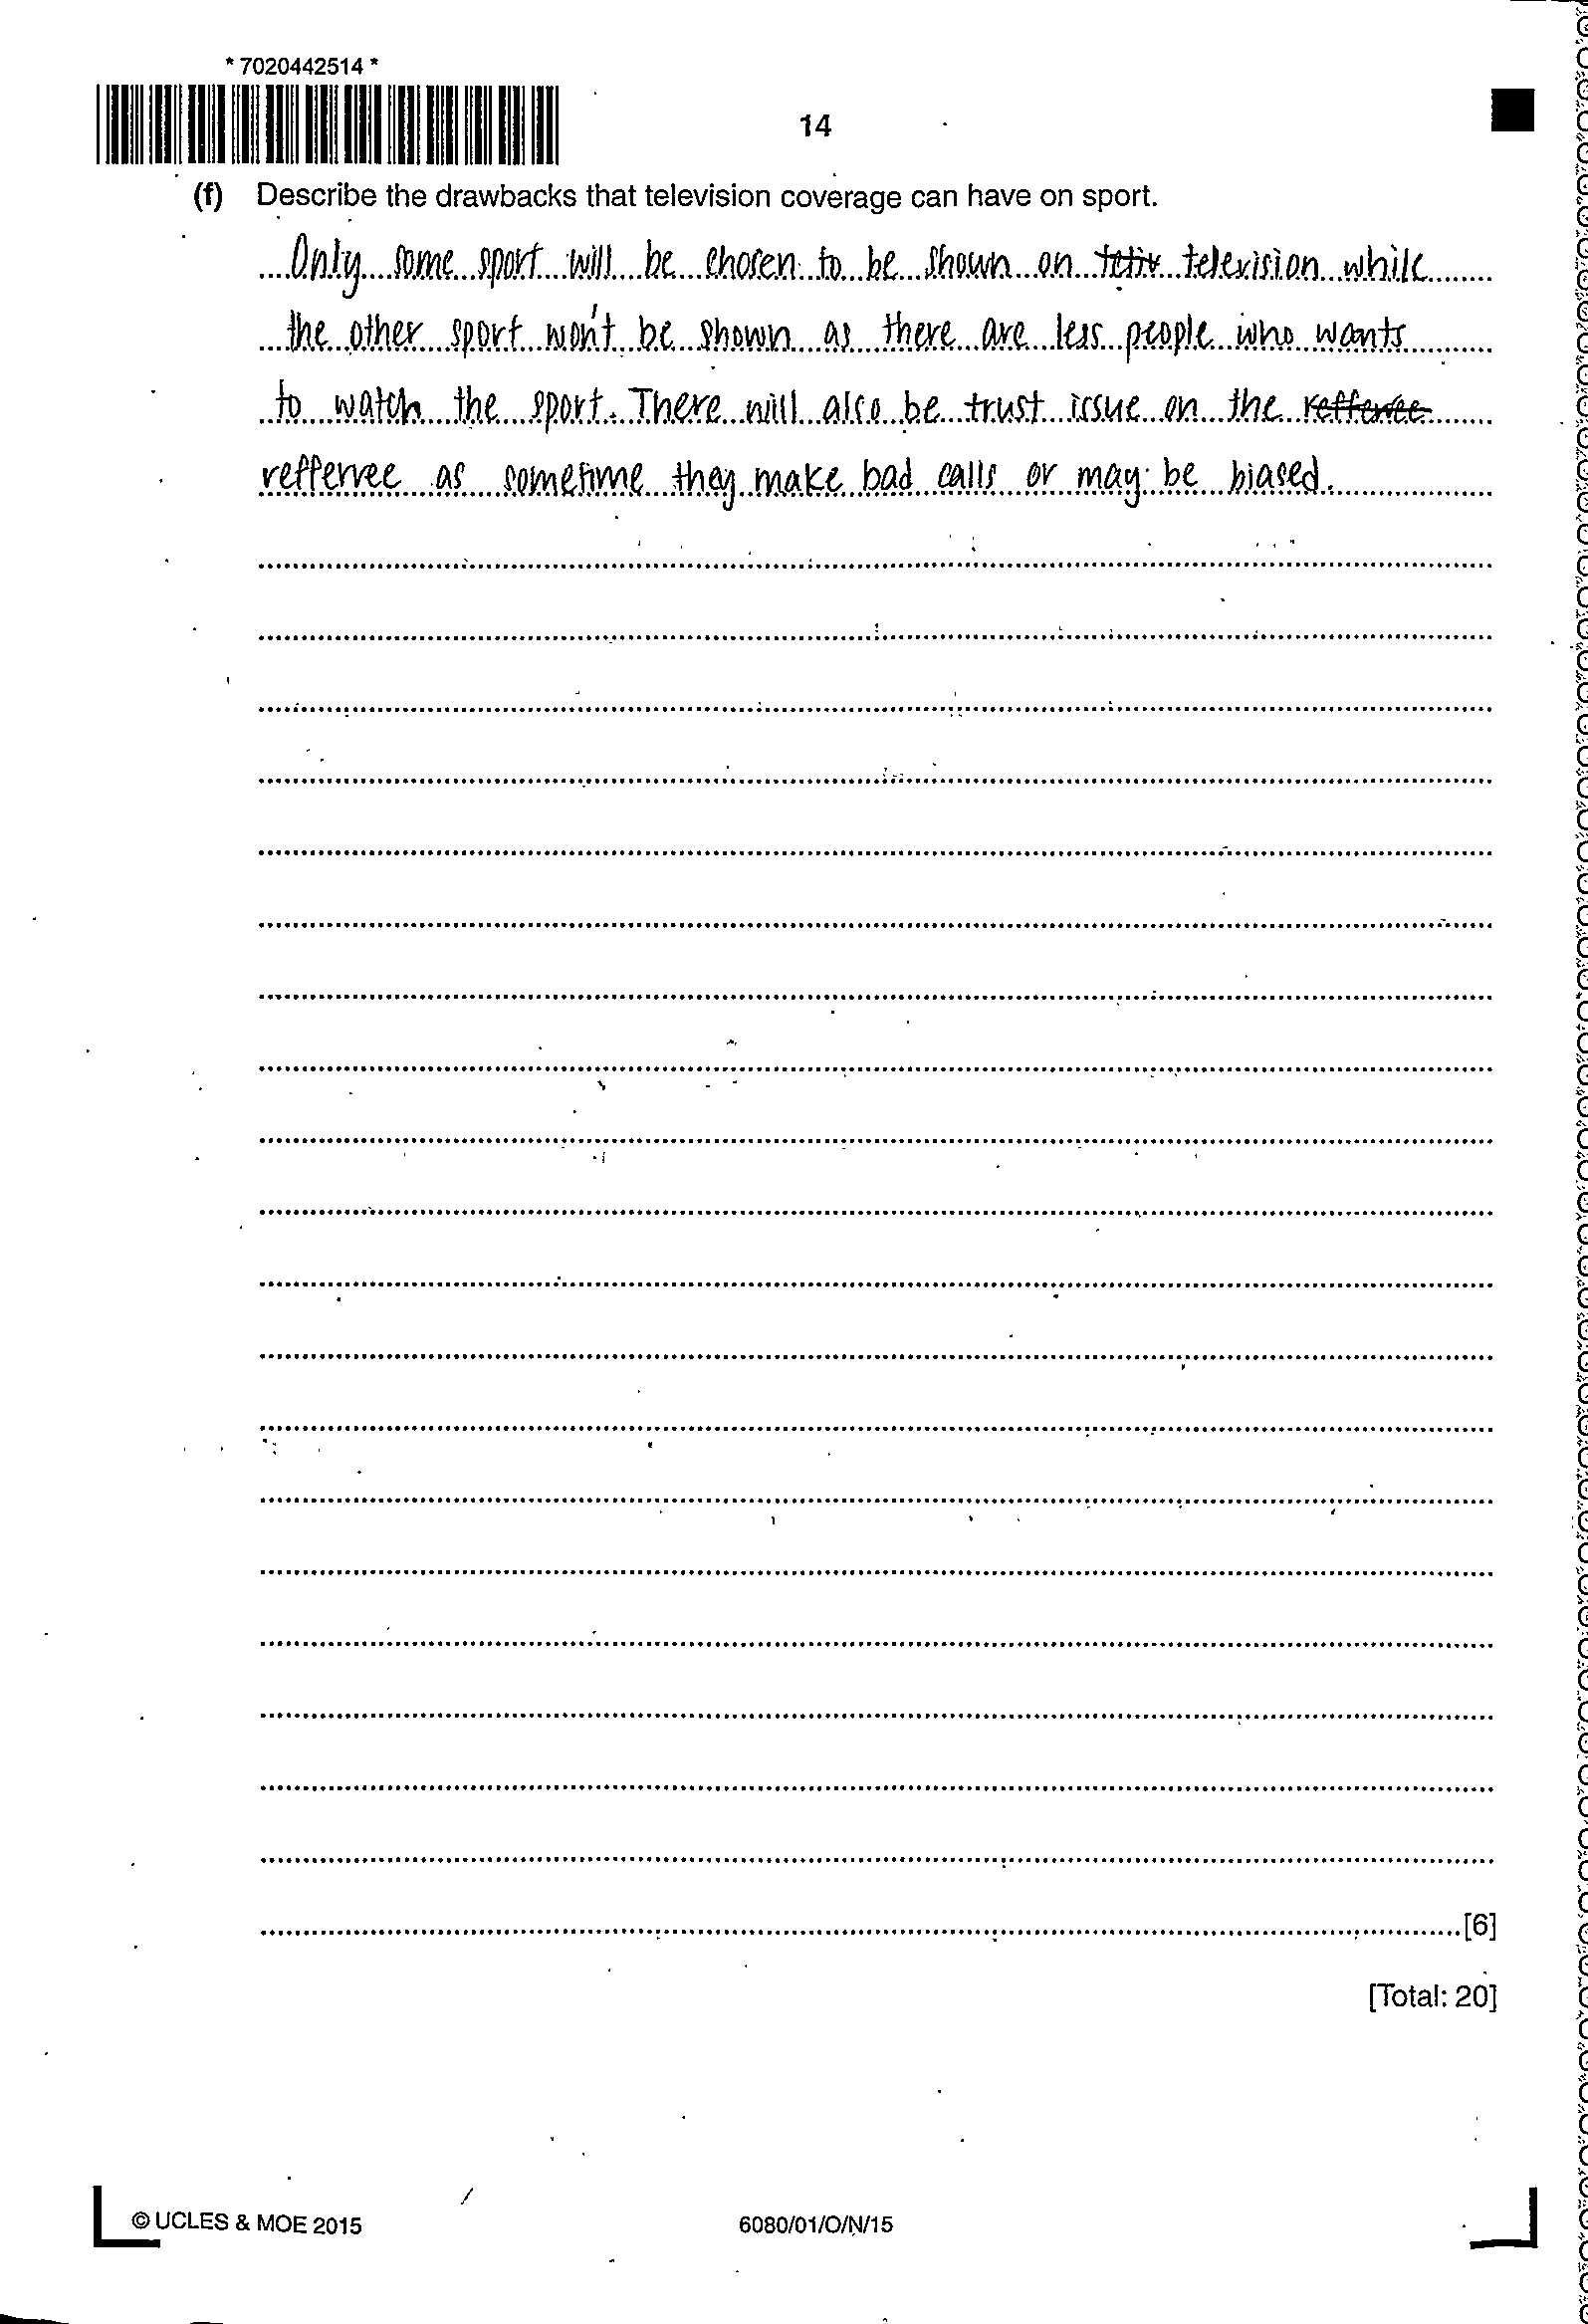 * 7020442514 *
14
(f) Describe the drawbacks that television coverage can have on sport.
Only some sport will be chosen to be shown on teliv television while
the other sport won't be shown as there are less people who wants
to watch the sport. There will also be trust issue on the refferee
refferree as sometime they make bad calls or may be biased.
[6]
[Total: 20]
© UCLES & MOE 2015
6080/01/O/N/15